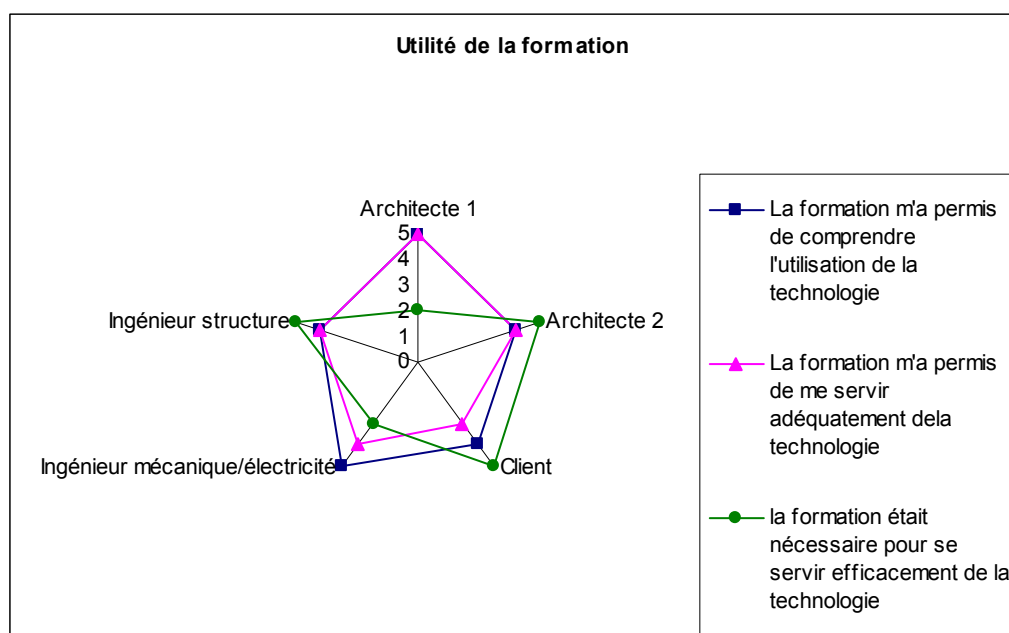 Utilité de la formation
Architecte 1
5
4
3
2
1
0
Ingénieur structure
Architecte 2
Ingénieur mécanique/électricité
Client
La formation m'a permis
de comprendre
l'utilisation de la
technologie
La formation m'a permis
de me servir
adéquatement dela
technologie
la formation était
nécessaire pour se
servir efficacement de la
technologie